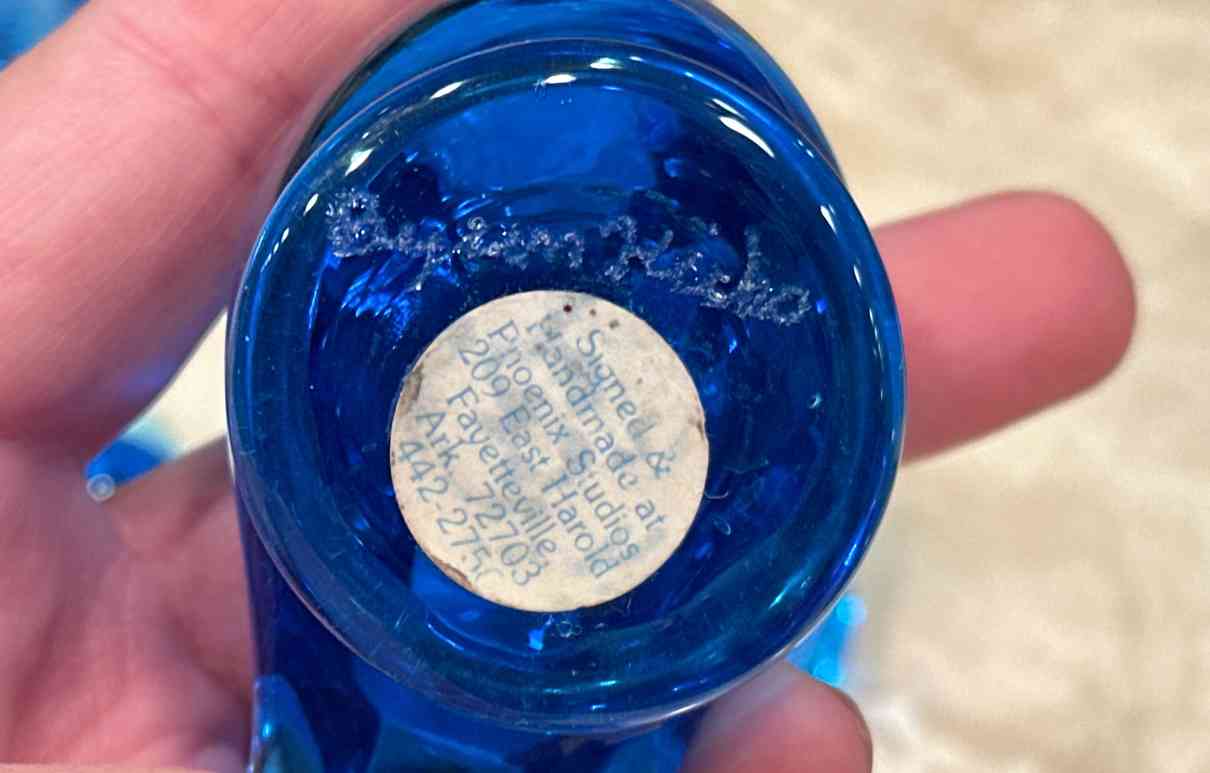 Signed &
Handmade at
Phoenix Studios
209 East Harold
Fayetteville
Ark. 72703
442-2750